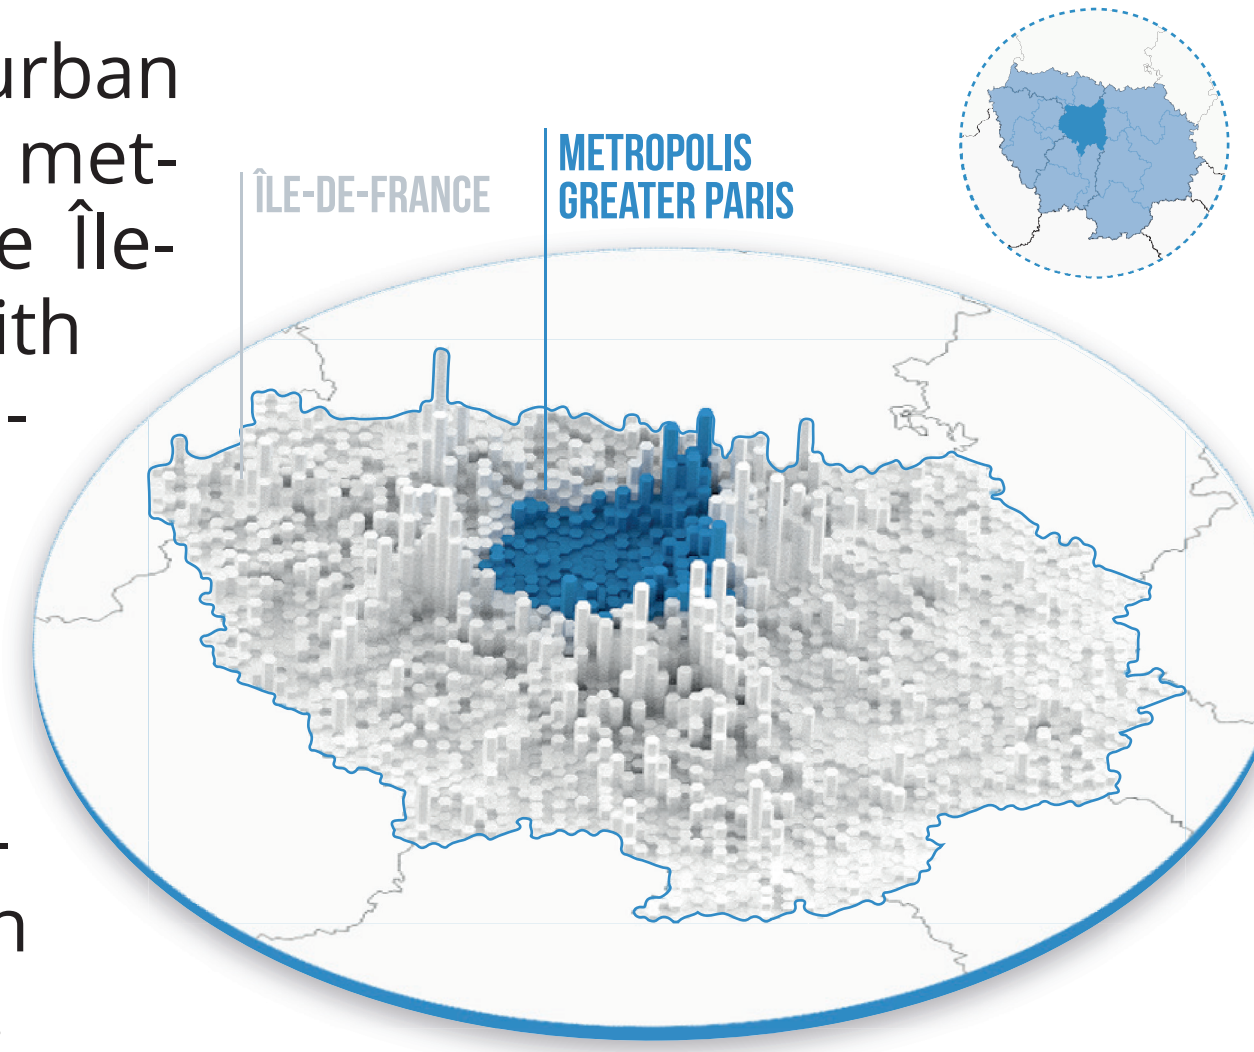 urban
met-
e Île-
ith
-
ÎLE-DE-FRANCE
METROPOLIS
GREATER PARIS
-
n